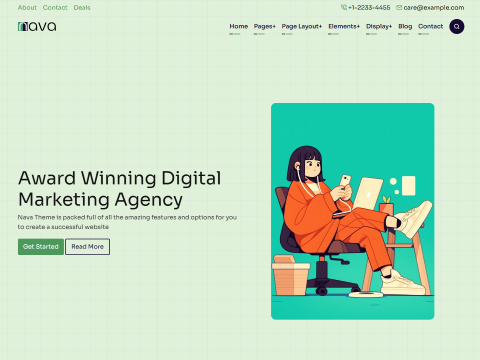 About Contact Deals
+1-2233-4455 care@example.com
nava
Home Pages+ Page Layout+ Elements+ Display+ Blog Contact
Award Winning Digital
Marketing Agency
Nava Theme is packed full of all the amazing features and options for you
to create a successful website
Get Started Read More